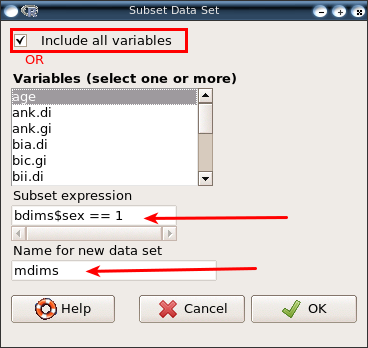 Subset Data Set
Include all variables
OR
Variables (select one or more)
age
ank.di
ank.gi
bia.di
bic.gi
bii.di
Subset expression
bdims$sex == 1
Name for new data set
mdims
Help
Cancel
OK